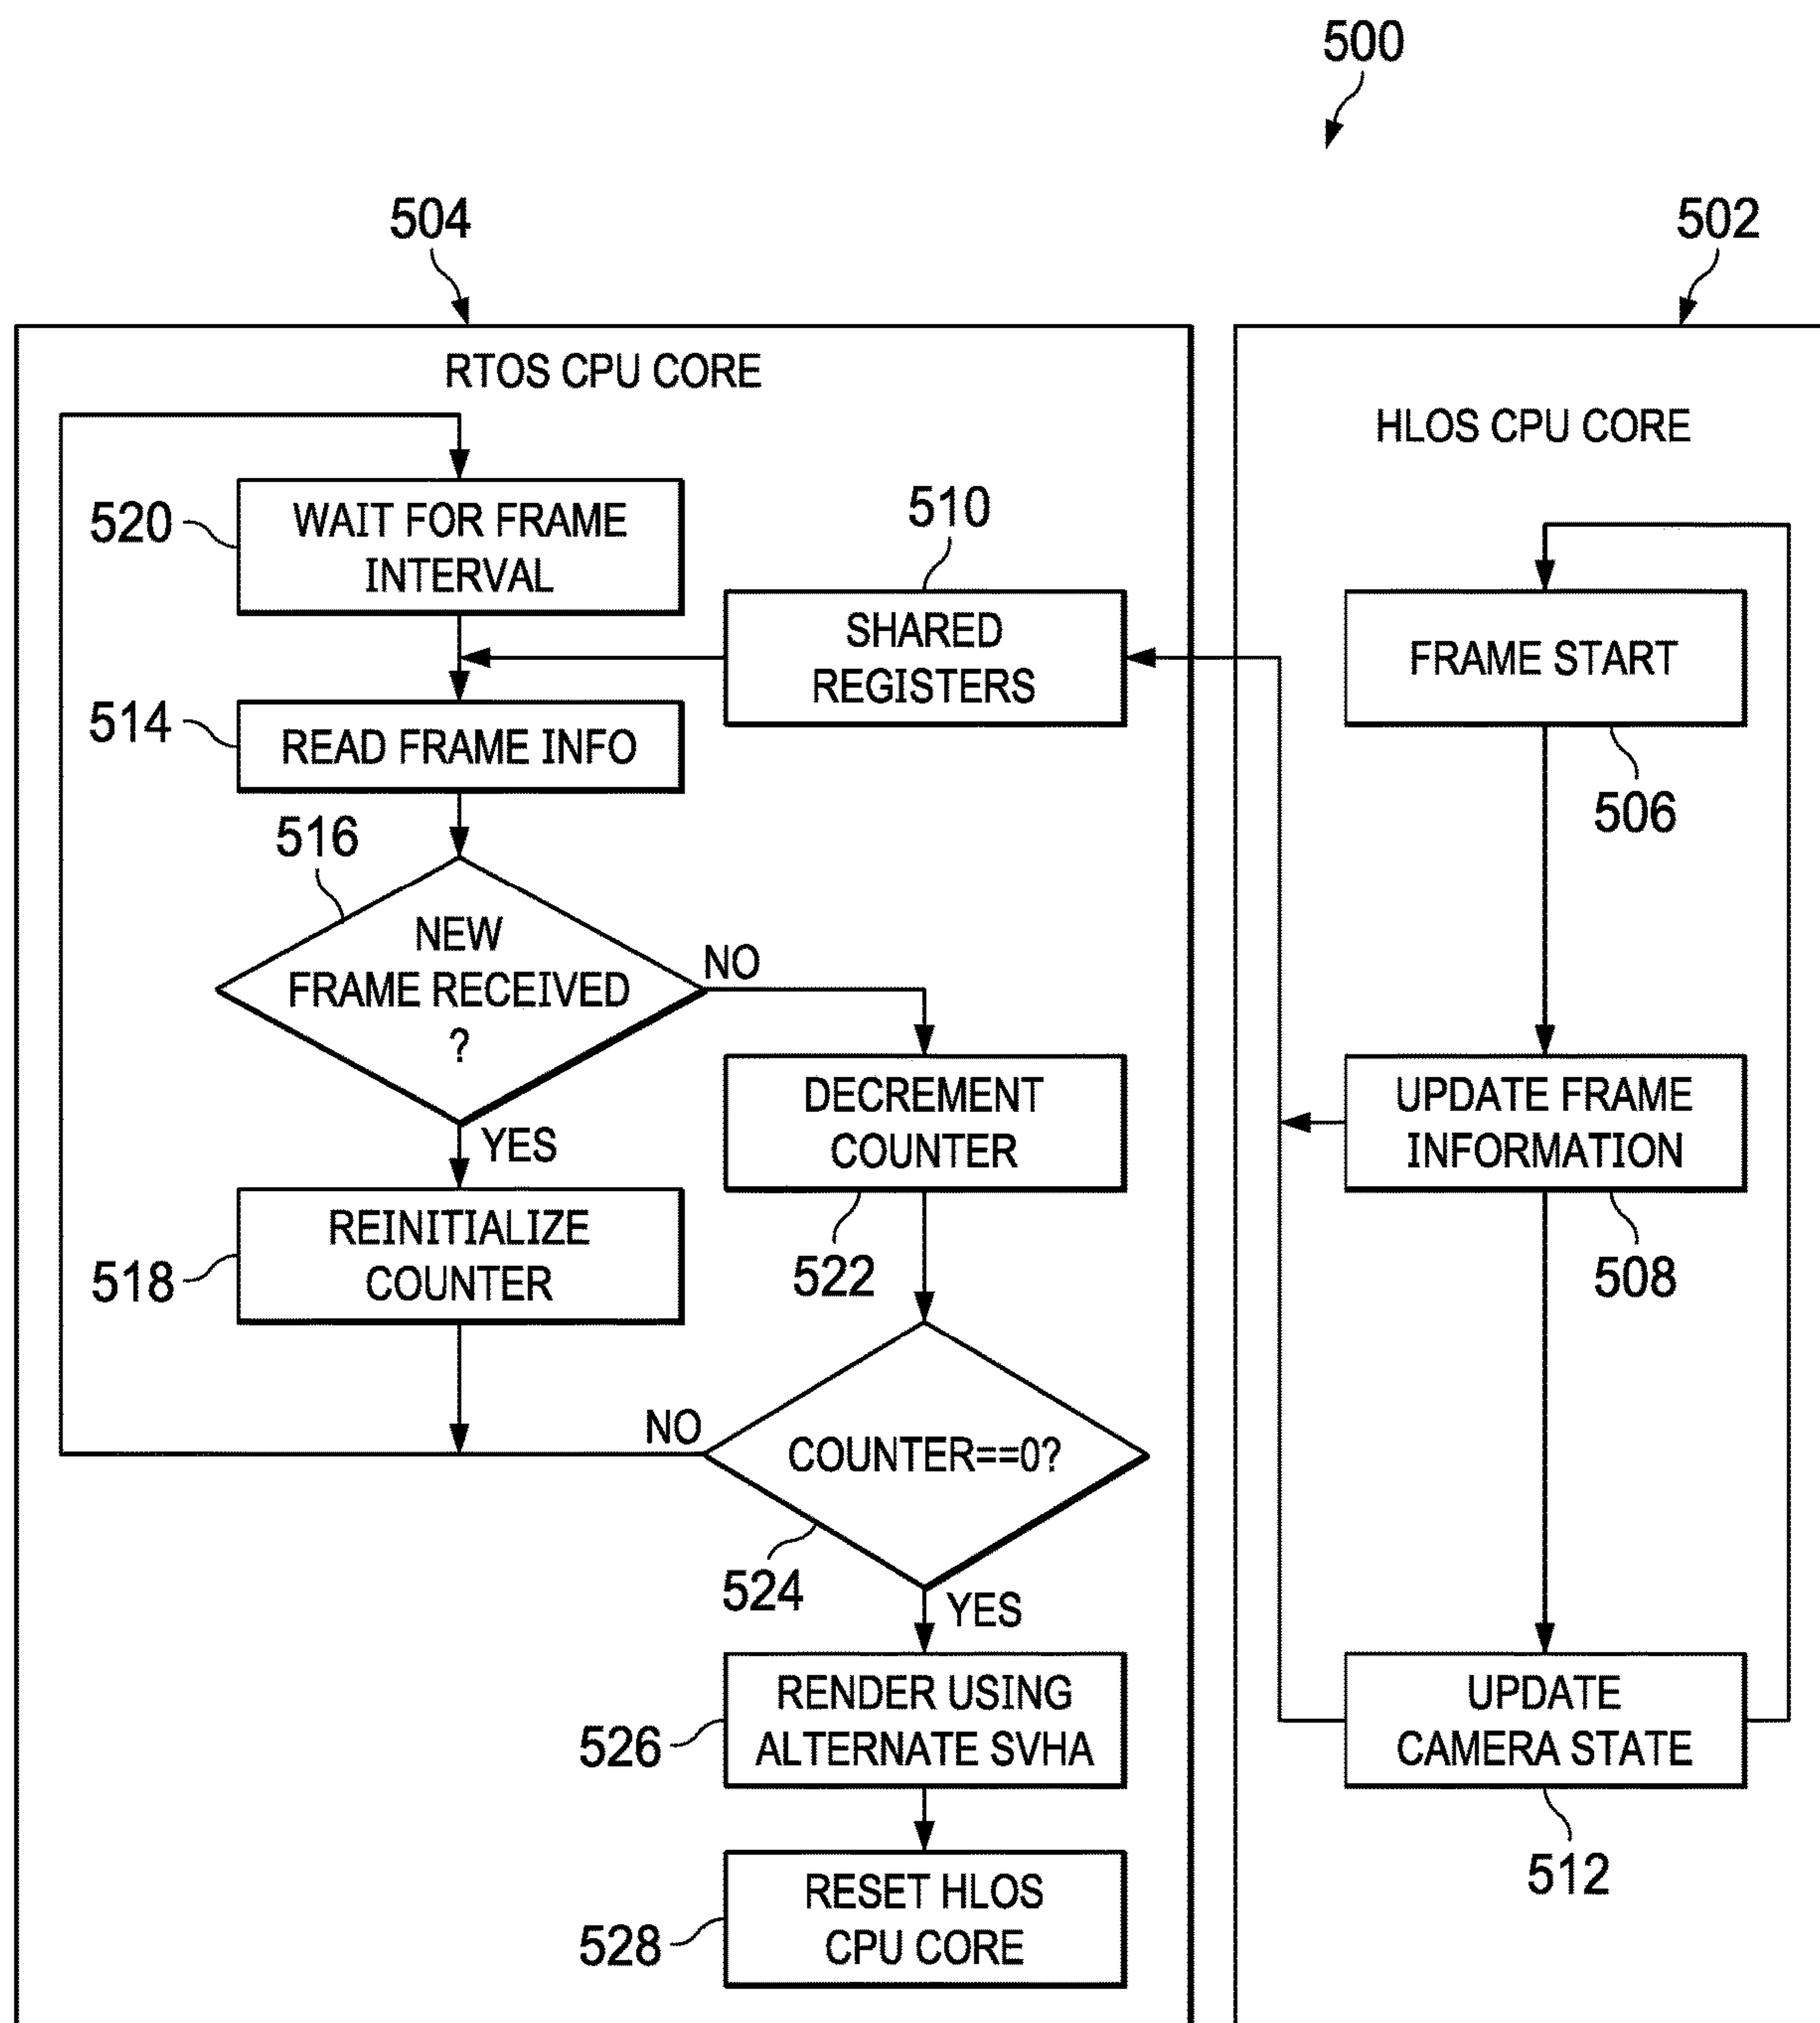 500
504
502
RTOS CPU CORE
HLOS CPU CORE
520
WAIT FOR FRAME
INTERVAL
510
SHARED
REGISTERS
FRAME START
506
514
READ FRAME INFO
516
NEW
FRAME RECEIVED
?
NO
YES
DECREMENT
COUNTER
522
UPDATE FRAME
INFORMATION
508
518
REINITIALIZE
COUNTER
NO
COUNTER==0?
524
YES
526
RENDER USING
ALTERNATE SVHA
UPDATE
CAMERA STATE
512
528
RESET HLOS
CPU CORE